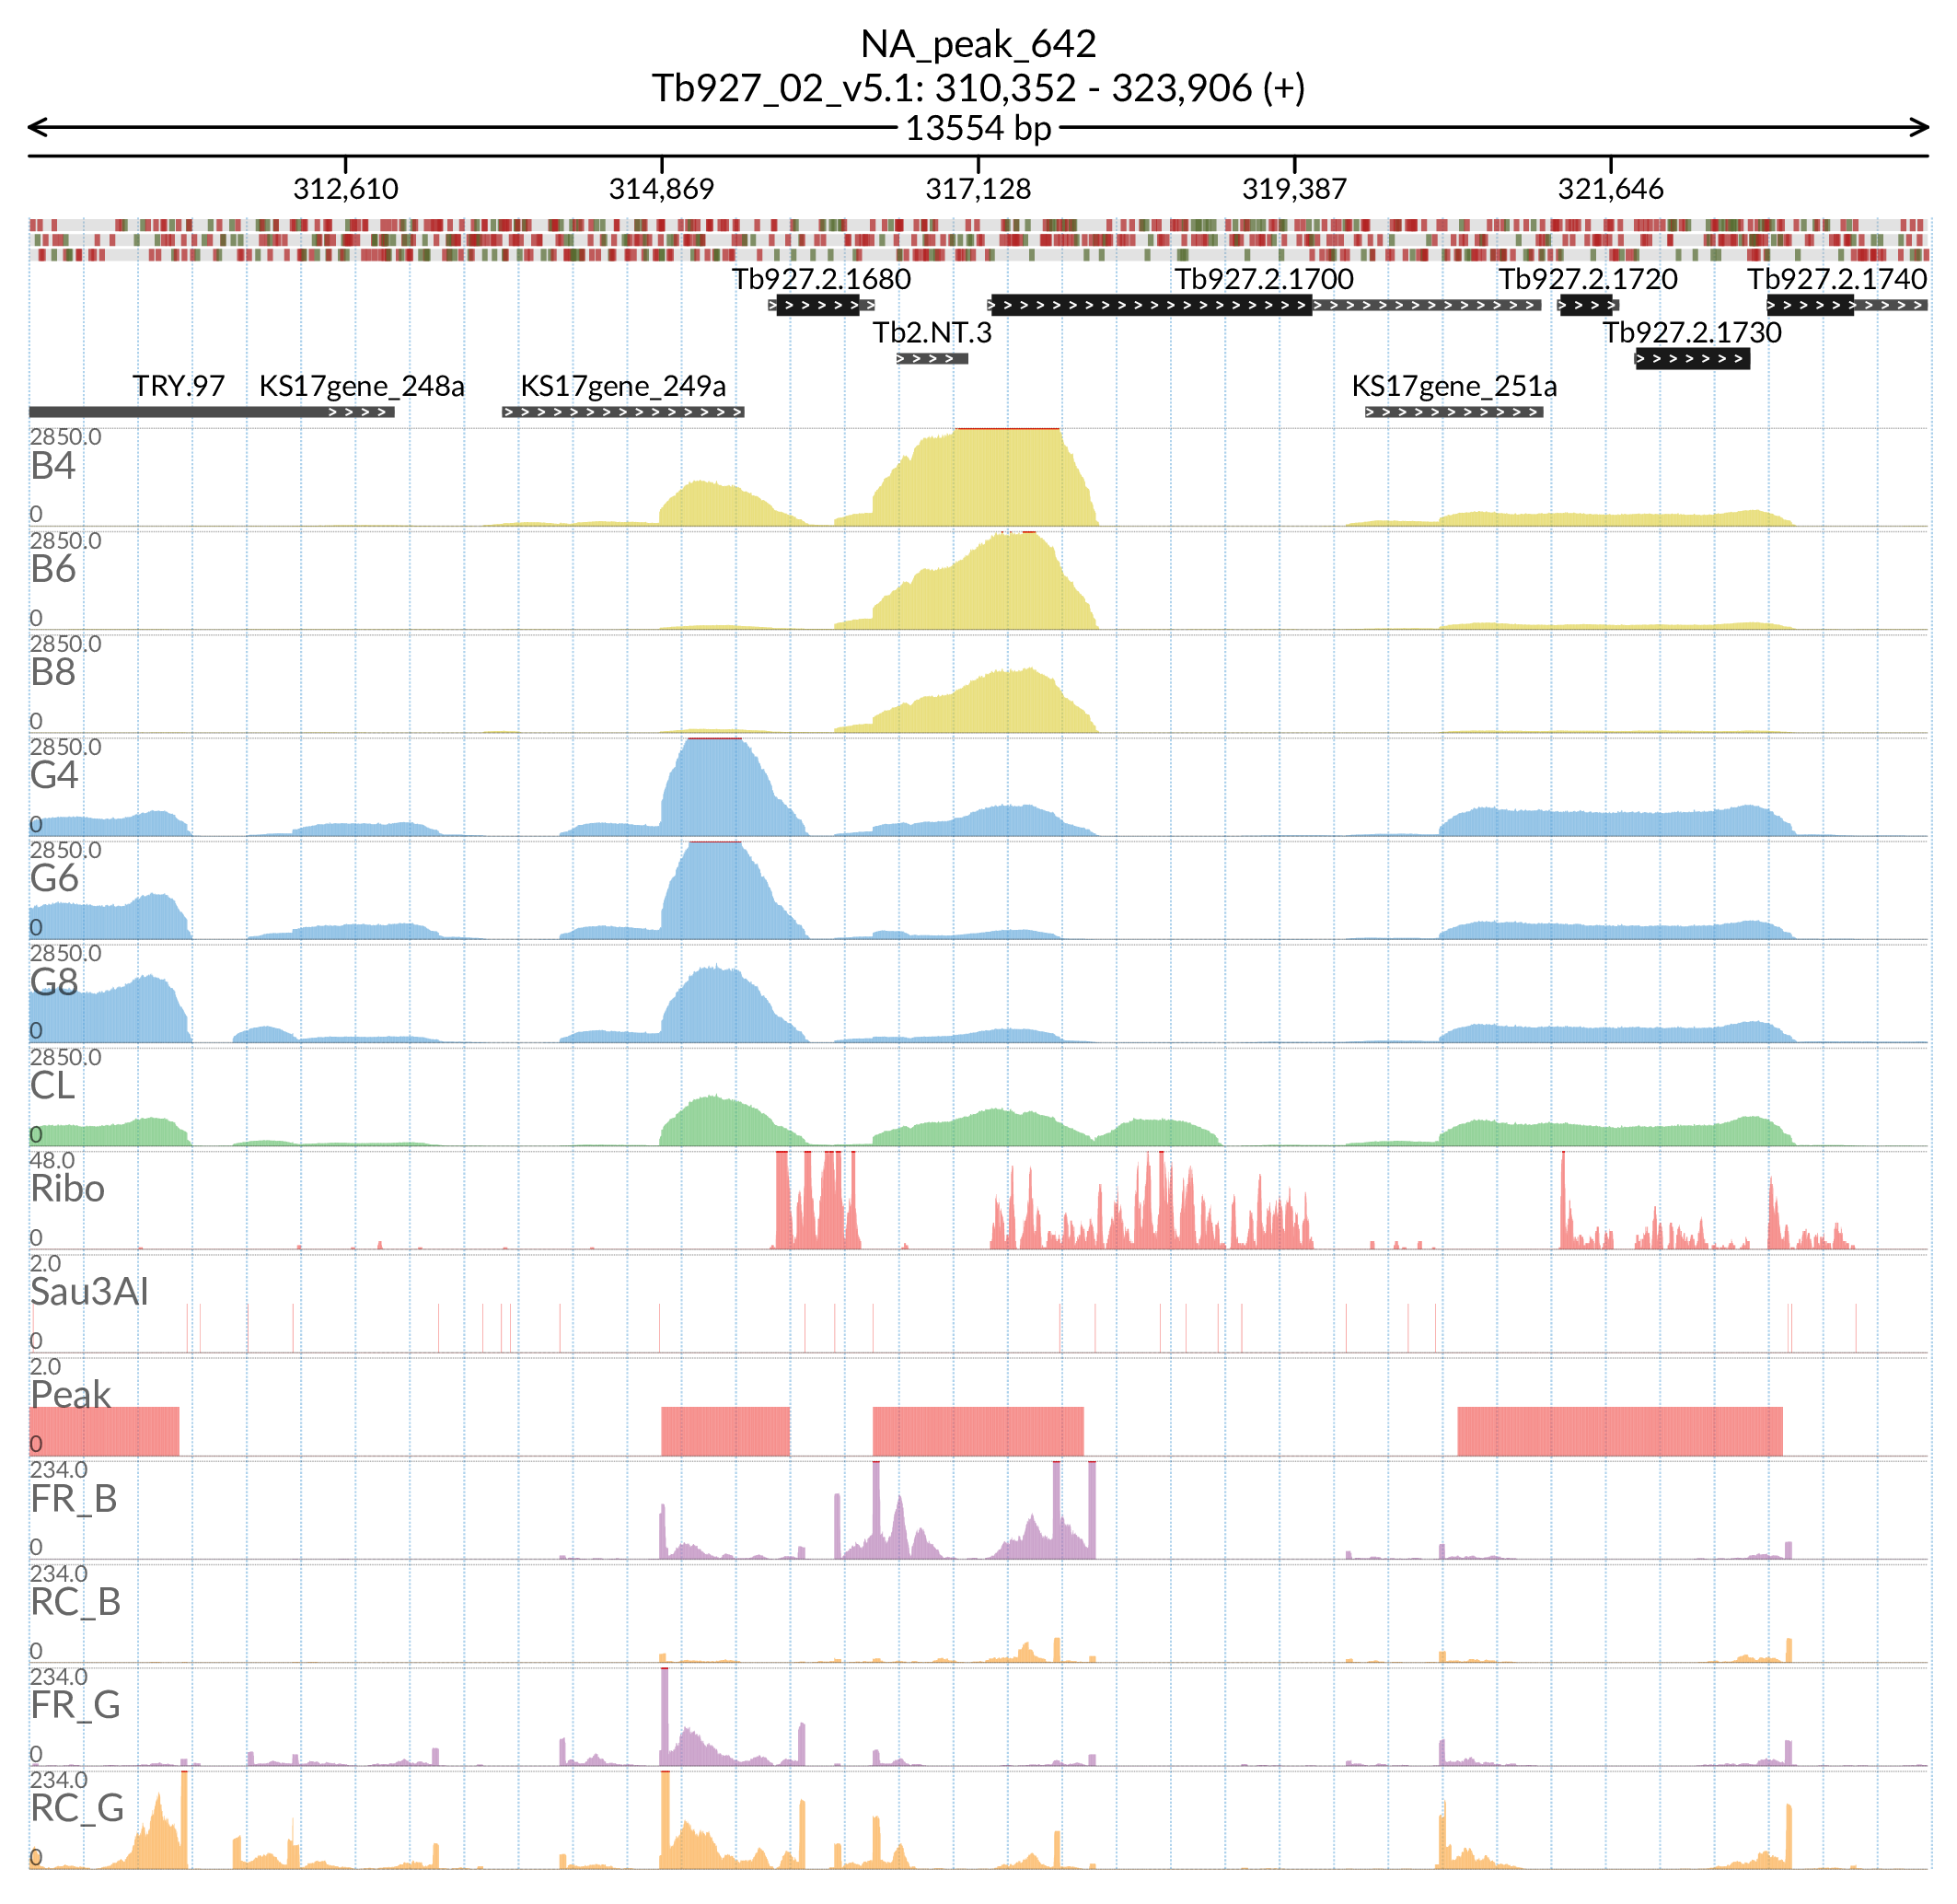 NA_peak_642
Tb927_02_v5.1: 310,352 - 323,906 (+)
13554 bp
312,610 314,869 317,128 319,387 321,646
Tb927.2.1680 Tb927.2.1700 Tb927.2.1720 Tb927.2.1740
Tb2.NT.3 Tb927.2.1730
TRY.97 KS17gene_248a KS17gene_249a KS17gene_251a
2850.0
B4
0
2850.0
B6
0
2850.0
B8
0
2850.0
G4
0
2850.0
G6
0
2850.0
G8
0
2850.0
CL
0
48.0
Ribo
0
2.0
Sau3AI
0
2.0
Peak
0
234.0
FR_B
0
234.0
RC_B
0
234.0
FR_G
0
234.0
RC_G
0